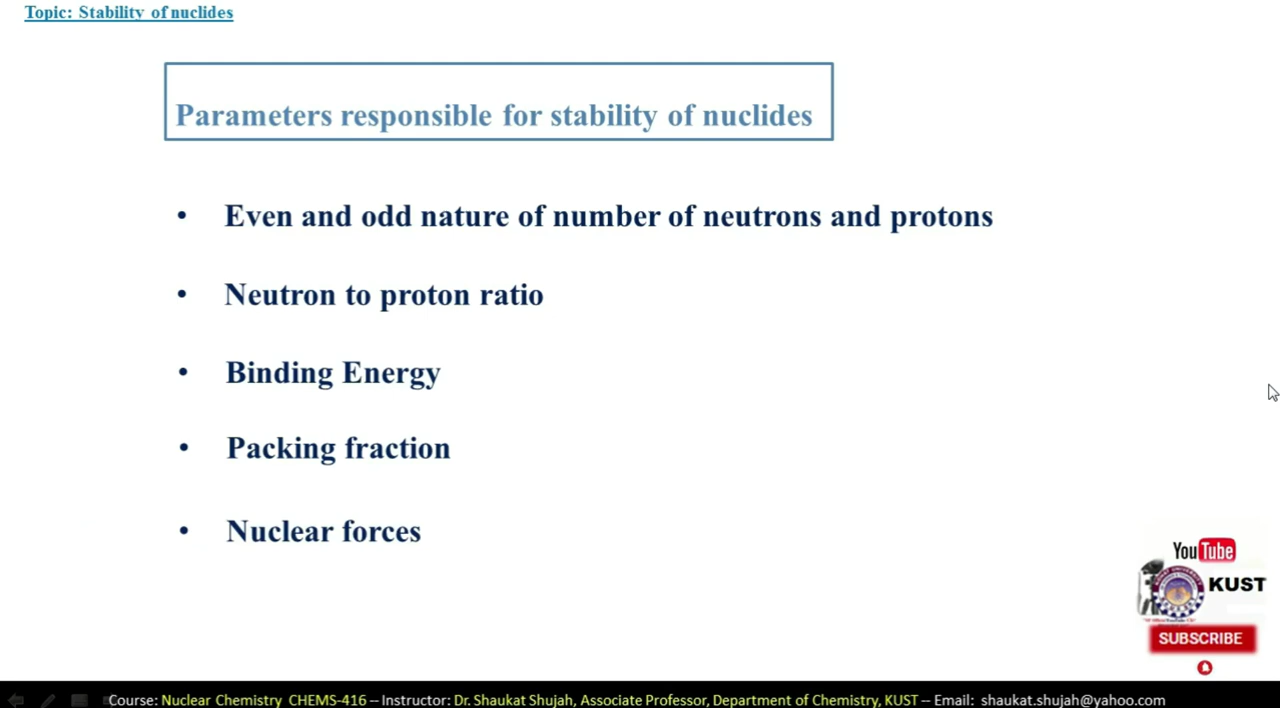 Topic: Stability of nuclides
Parameters responsible for stability of nuclides
• Even and odd nature of number of neutrons and protons
• Neutron to proton ratio
• Binding Energy
• Packing fraction
• Nuclear forces
YouTube
KUST
SUBSCRIBE
Course: Nuclear Chemistry CHEMS-416 -- Instructor: Dr. Shaukat Shujah, Associate Professor, Department of Chemistry, KUST -- Email: shaukat.shujah@yahoo.com